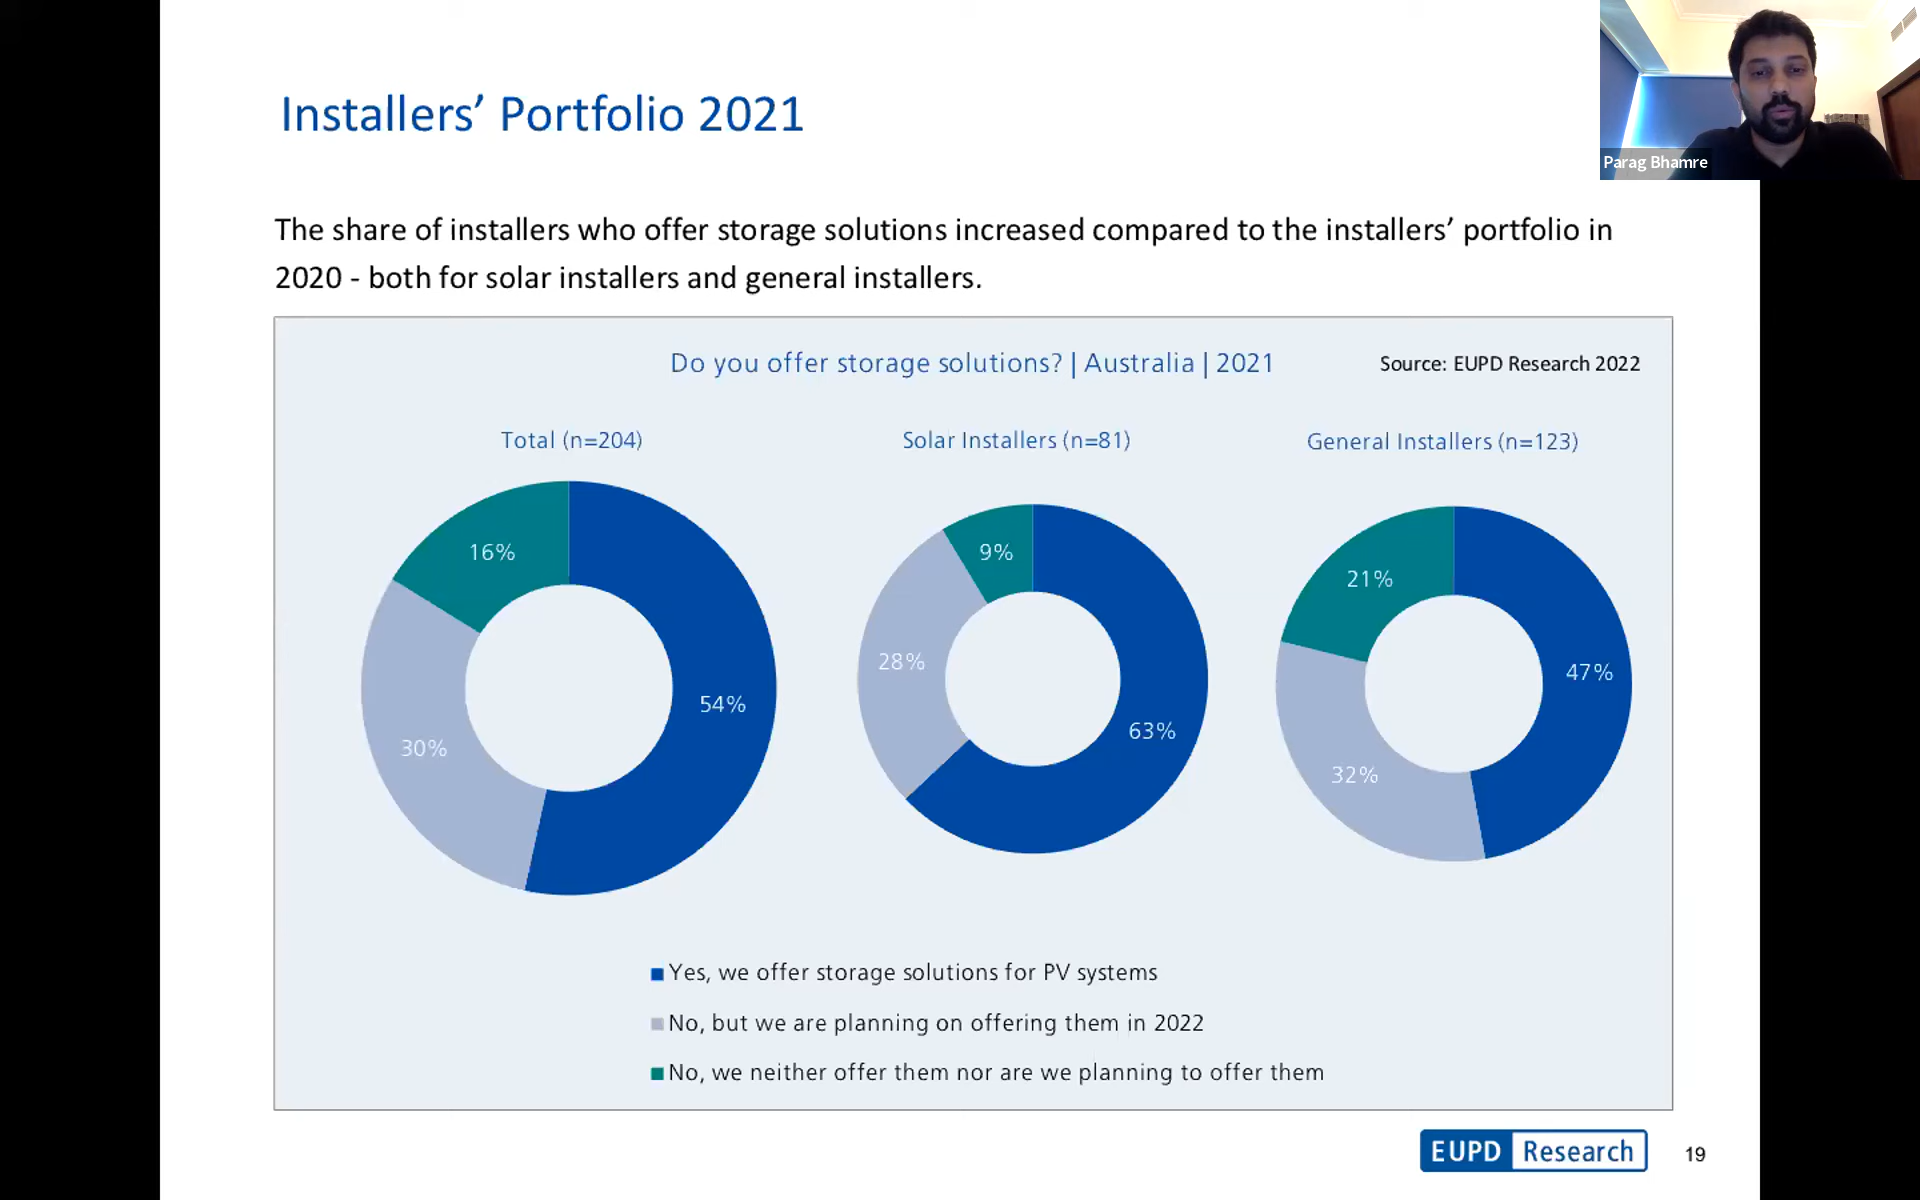 Installers’ Portfolio 2021
Parag Bhamre
The share of installers who offer storage solutions increased compared to the installers’ portfolio in
2020 - both for solar installers and general installers.
Do you offer storage solutions? | Australia | 2021
Source: EUPD Research 2022
Total (n=204)
Solar Installers (n=81)
General Installers (n=123)
16%
54%
30%
9%
28%
63%
21%
47%
32%
Yes, we offer storage solutions for PV systems
No, but we are planning on offering them in 2022
No, we neither offer them nor are we planning to offer them
EUPD Research
19